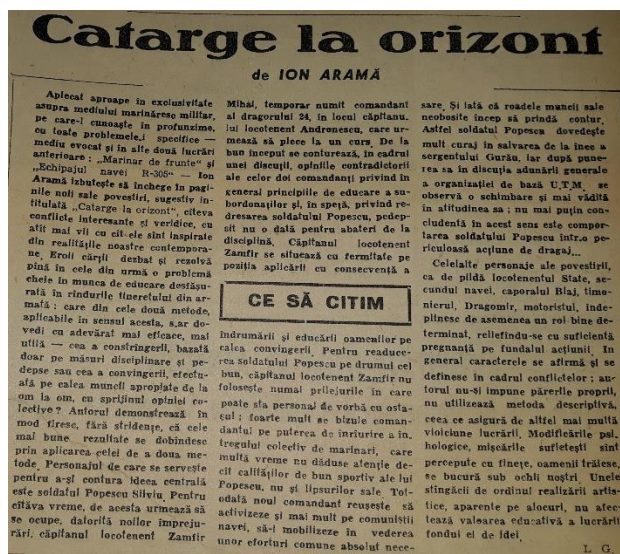 Catarge la orizont
de ION ARAMĂ
Aplecat aproape în exclusivitate
asupra mediului marinăresc militar,
pe care-l cunoaște în profunzime,
cu toate problemele-i specifice —
mediu evocat și în alte două lucrări
anterioare : „Marinar de frunte" și
„Echipajul navei R-305" — Ion
Aramă izbutește să închege în pagi-
nile noii sale povestiri, sugestiv in-
titulată „Catarge la orizont", cîteva
conflicte interesante și veridice, cu
atît mai vii cu cît ele sînt inspirate
din realitățile noastre contempora-
ne. Eroii cărții dezbat și rezolvă
pînă în cele din urmă o problemă
cheie în munca de educare desfășu-
rată în rîndurile tineretului din ar-
mată : care din cele două metode,
aplicabile în sensul acesta, s-ar do-
vedi cu adevărat mai eficace, mai
utilă — cea a constrîngerii, bazată
doar pe măsuri disciplinare și pe-
depse sau cea a convingerii, efectu-
ată pe calea muncii apropiate de la
om la om, cu sprijinul opiniei co-
lective ? Autorul demonstrează în
mod firesc, fără stridențe, că cele
mai bune rezultate se dobîndesc
prin aplicarea celei de a doua me-
tode. Personajul de care se servește
pentru a-și contura ideea centrală
este soldatul Popescu Silviu. Pentru
cîtăva vreme, de acesta urmează să
se ocupe, datorită noilor împreju-
rări, căpitanul locotenent Zamfir
Mihai, temporar numit comandant
al dragorului 24, în locul căpitanu-
lui locotenent Andronescu, care ur-
mează să plece la un curs. De la
bun început se conturează, în cadrul
unei discuții, opiniile contradictorii
ale celor doi comandanți privind în
general principiile de educare a su-
bordonaților și, în speță, privind re-
dresarea soldatului Popescu, pedep-
sit nu o dată pentru abateri de la
disciplină. Căpitanul locotenent
Zamfir se situează cu fermitate pe
poziția aplicării cu consecvență a
CE SĂ CITIM
îndrumării și educării oamenilor pe
calea convingerii. Pentru readuce-
rea soldatului Popescu pe drumul cel
bun, căpitanul locotenent Zamfir nu
folosește numai prilejurile în care
poate sta personal de vorbă cu osta-
șul ; foarte mult se bizuie coman-
dantul pe puterea de înrîurire a în-
tregului colectiv de marinari, care
multă vreme nu dăduse atenție de-
cît calităților de bun sportiv ale lui
Popescu, nu și lipsurilor sale. Tot-
odată noul comandant reușește să
activizeze și mai mult pe comuniștii
navei, să-i mobilizeze în vederea
unor eforturi comune absolut nece-
sare. Și iată că roadele muncii sale
neobosite încep să prindă contur.
Astfel soldatul Popescu dovedește
mult curaj în salvarea de la înec a
sergentului Gurău, iar după pune-
rea sa în discuția adunării generale
a organizației de bază U.T.M. se
observă o schimbare și mai vădită
în atitudinea sa ; nu mai puțin con-
cludentă în acest sens este compor-
tarea soldatului Popescu într-o pe-
riculoasă acțiune de dragaj...
Celelalte personaje ale povestirii,
ca de pildă locotenentul State, se-
cundul navei, caporalul Blaj, timo-
nierul, Dragomir, motoristul, înde-
plinesc de asemenea un rol bine de-
terminat, reliefîndu-se cu suficientă
pregnanță pe fundalul acțiunii. În
general caracterele se afirmă și se
definesc în cadrul conflictelor ; au-
torul nu-și impune părerile proprii,
nu utilizează metoda descriptivă,
ceea ce asigură de altfel mai multă
vioiciune lucrării. Modificările psi-
hologice, mișcările sufletești sînt
percepute cu finețe, oamenii trăiesc,
se bucură sub ochii noștri. Unele
stîngăcii de ordinul realizării artis-
tice, aparente pe alocuri, nu afec-
tează valoarea educativă a lucrării
fondul ei de idei.
L. G.